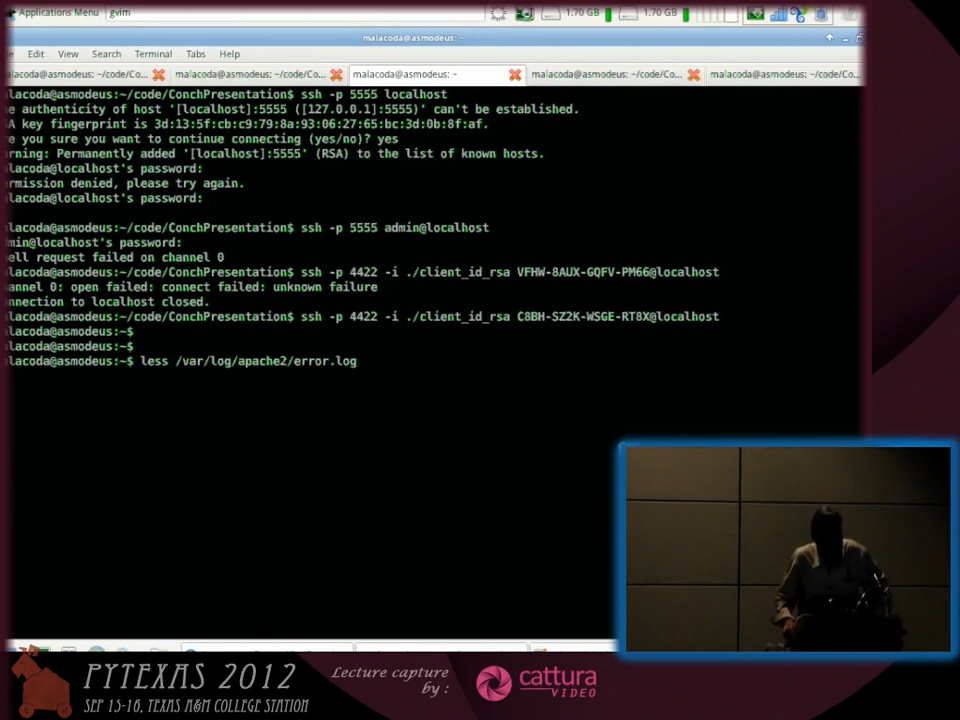 Applications Menu gvim 1.70 GB 1.70 GB
malacoda@asmodeus: ~
Edit View Search Terminal Tabs Help
alacoda@asmodeus: ~/code/Co... malacoda@asmodeus: ~/code/Co... malacoda@asmodeus: ~ malacoda@asmodeus: ~/code/Co... malacoda@asmodeus: ~/code/Co...
alacoda@asmodeus:~/code/ConchPresentation$ ssh -p 5555 localhost
e authenticity of host '[localhost]:5555 ([127.0.0.1]:5555)' can't be established.
A key fingerprint is 3d:13:5f:cb:c9:79:8a:93:06:27:65:bc:3d:0b:8f:af.
e you sure you want to continue connecting (yes/no)? yes
rning: Permanently added '[localhost]:5555' (RSA) to the list of known hosts.
lacoda@localhost's password:
ermission denied, please try again.
lacoda@localhost's password:
lacoda@asmodeus:~/code/ConchPresentation$ ssh -p 5555 admin@localhost
min@localhost's password:
ell request failed on channel 0
lacoda@asmodeus:~/code/ConchPresentation$ ssh -p 4422 -i ./client_id_rsa VFHW-8AUX-GQFV-PM66@localhost
annel 0: open failed: connect failed: unknown failure
nnection to localhost closed.
lacoda@asmodeus:~/code/ConchPresentation$ ssh -p 4422 -i ./client_id_rsa C8BH-SZ2K-WSGE-RT8X@localhost
lacoda@asmodeus:~$
lacoda@asmodeus:~$
lacoda@asmodeus:~$ less /var/log/apache2/error.log
PYTEXAS 2012
SEP 15-16, TEXAS A&M COLLEGE STATION
Lecture capture
by :
cattura
VIDEO